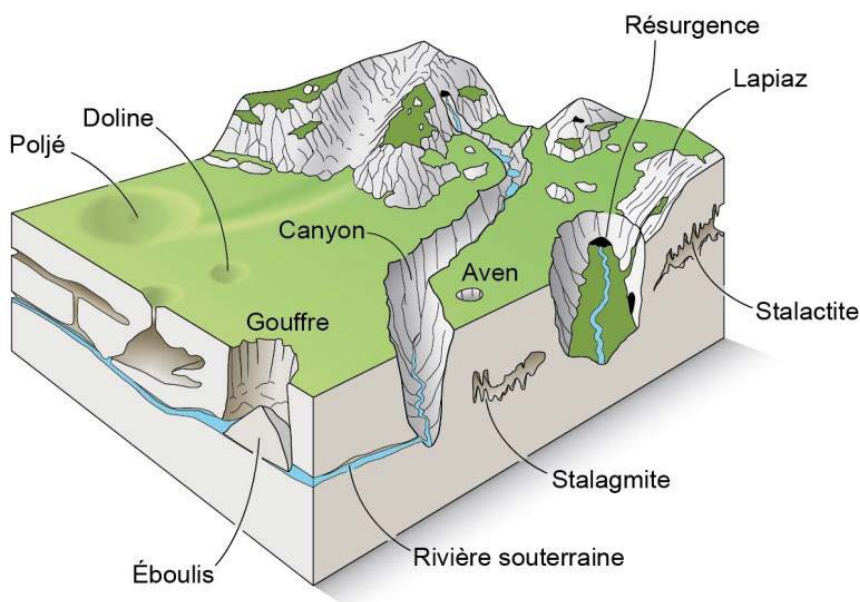 Résurgence
Lapiaz
Doline
Poljé
Canyon
Aven
Gouffre
Stalactite
Stalagmite
Rivière souterraine
Éboulis